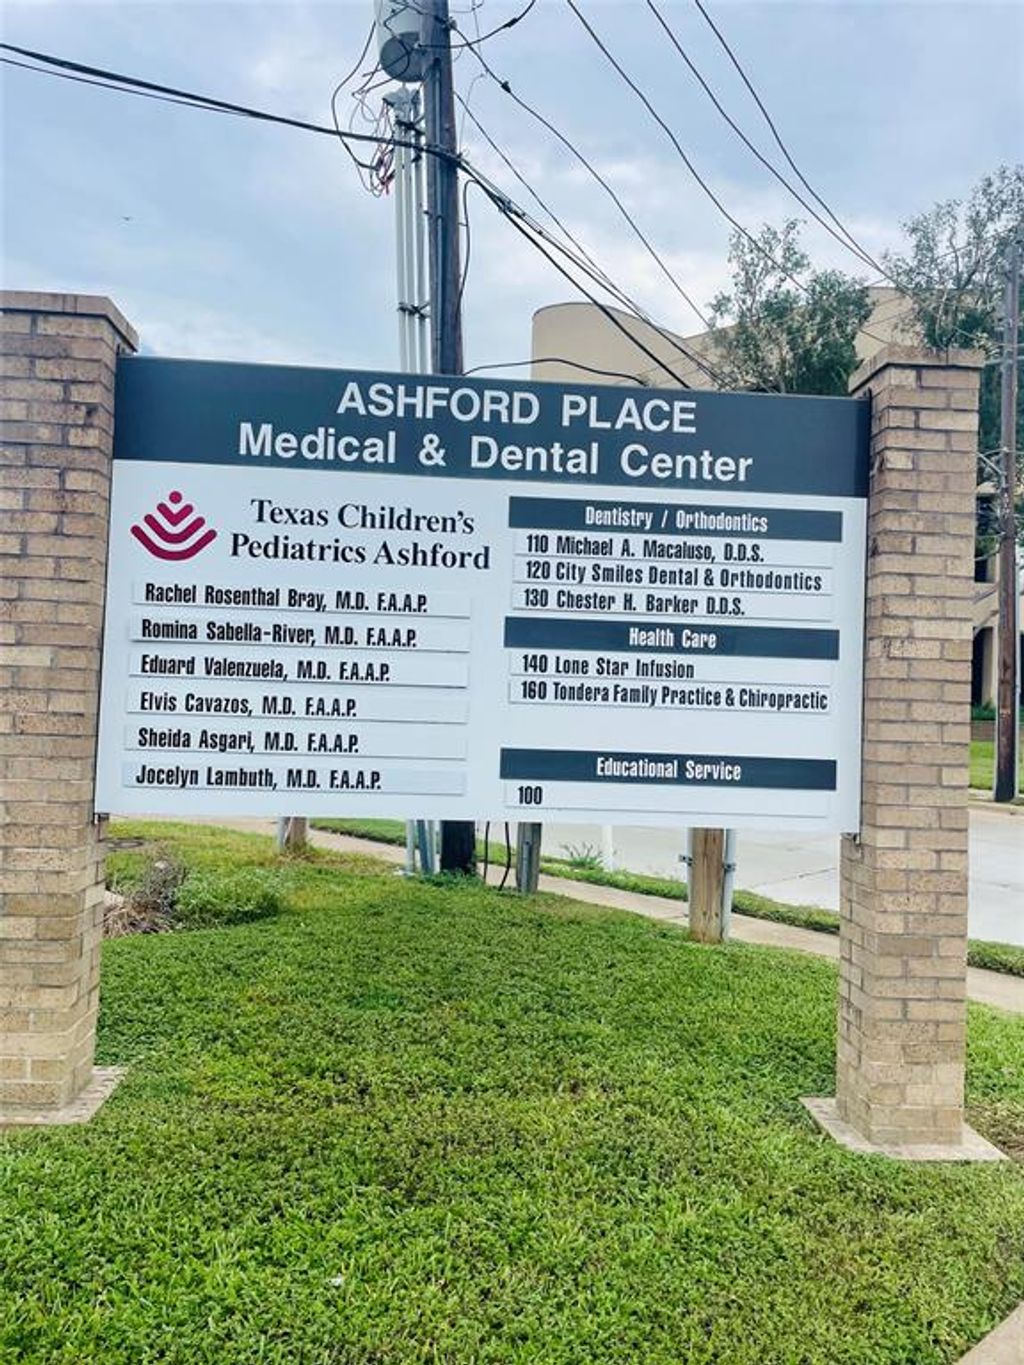 ASHFORD PLACE
Medical & Dental Center
Texas Children's
Pediatrics Ashford
Rachel Rosenthal Bray, M.D. F.A.A.P.
Romina Sabella-River, M.D. F.A.A.P.
Eduard Valenzuela, M.D. F.A.A.P.
Elvis Cavazos, M.D. F.A.A.P.
Sheida Asgari, M.D. F.A.A.P.
Jocelyn Lambuth, M.D. F.A.A.P.
Dentistry / Orthodontics
110 Michael A. Macaluso, D.D.S.
120 City Smiles Dental & Orthodontics
130 Chester H. Barker D.D.S.
Health Care
140 Lone Star Infusion
160 Tondera Family Practice & Chiropractic
Educational Service
100